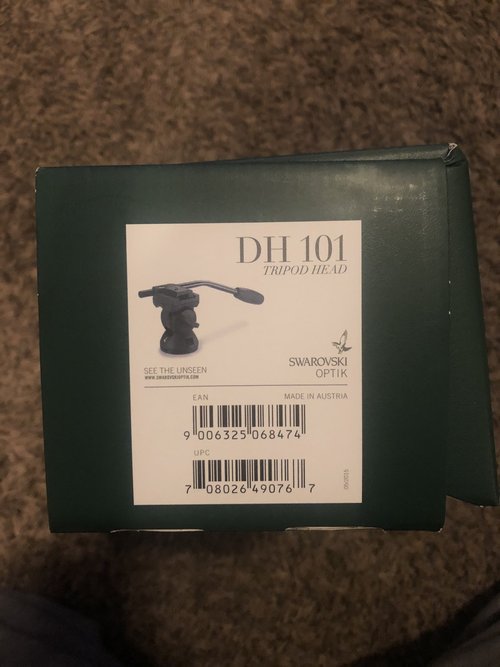 DH 101
TRIPOD HEAD
SEE THE UNSEEN
WWW.SWAROVSKIOPTIK.COM
SWAROVSKI
OPTIK
EAN
MADE IN AUSTRIA
9 006325 068474
UPC
7 08026 49076 7